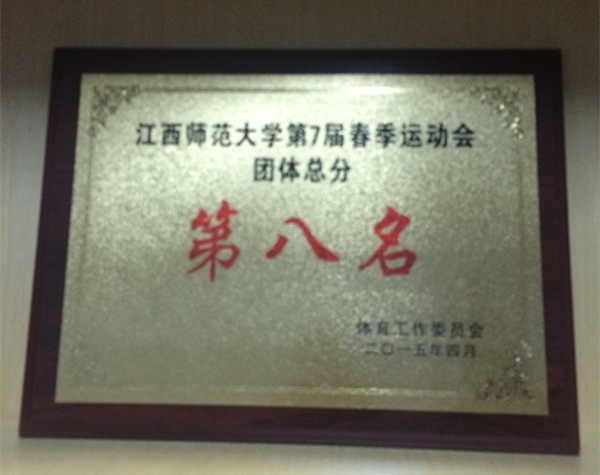 江西师范大学第7届春季运动会
团体总分
第八名
体育工作委员会
二〇一五年四月